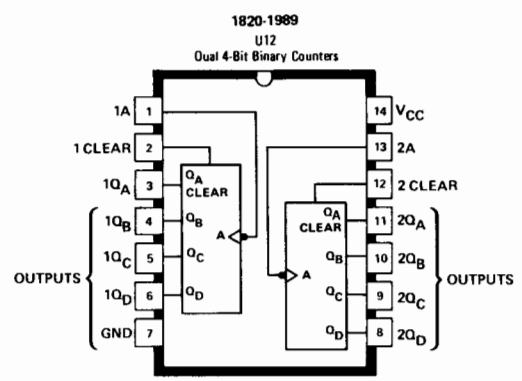 1820-1989
U12
Dual 4-Bit Binary Counters
1A 1 14 VCC
1 CLEAR 2 13 2A
1QA 3 QA CLEAR 12 2 CLEAR
1QB 4 QB A QA CLEAR 11 2QA
1QC 5 QC QB 10 2QB
OUTPUTS A OUTPUTS
1QD 6 QD QC 9 2QC
GND 7 QD 8 2QD